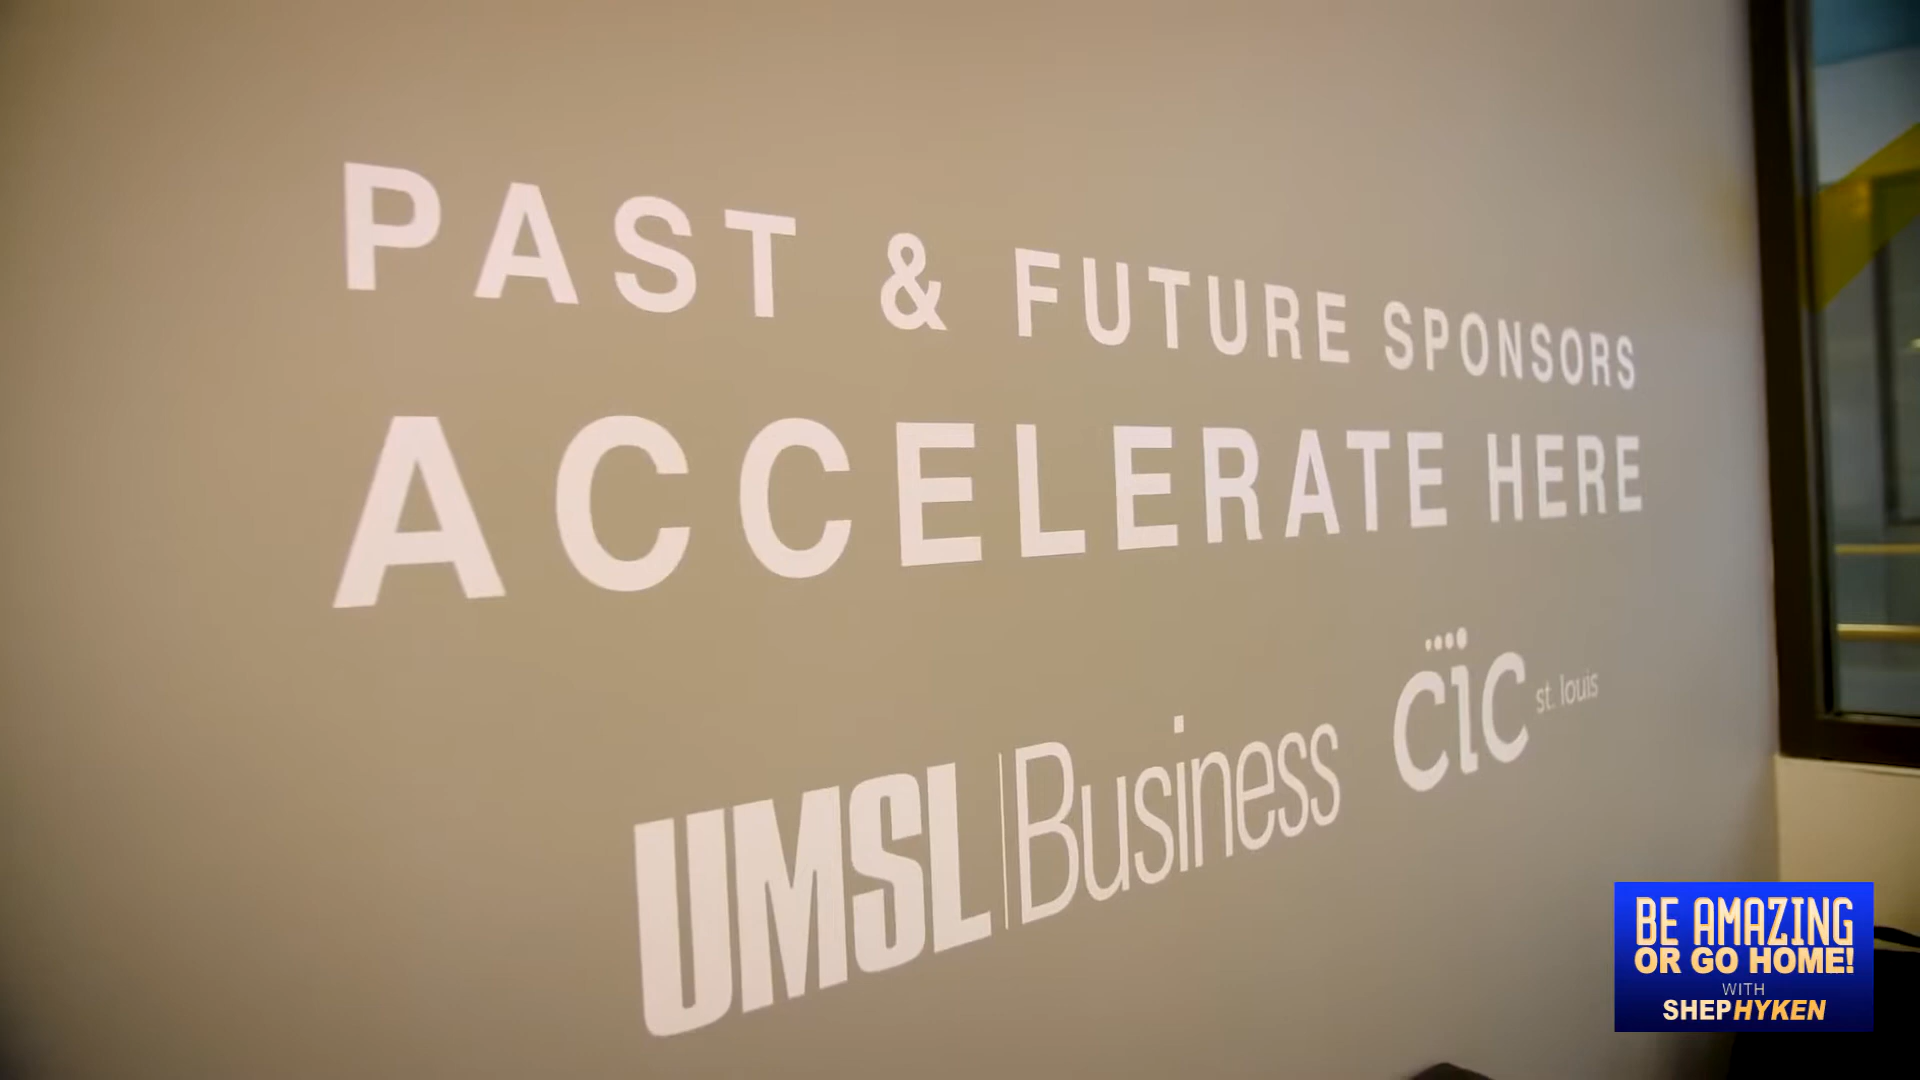 PAST & FUTURE SPONSORS
ACCELERATE HERE
UMSL|Business
cic st. louis
BE AMAZING
OR GO HOME!
WITH
SHEPHYKEN